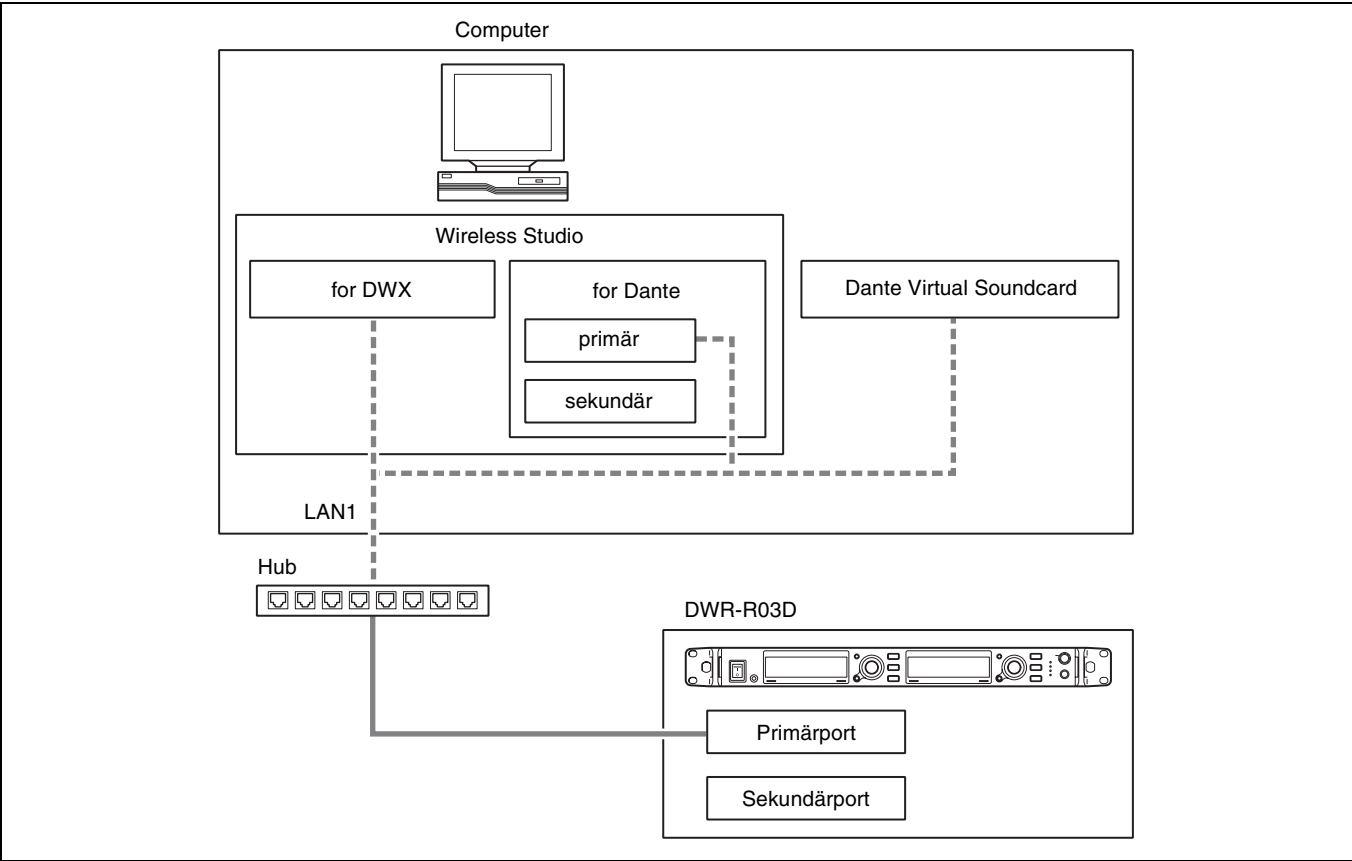 Computer
Wireless Studio
for DWX
for Dante
Dante Virtual Soundcard
primär
sekundär
LAN1
Hub
DWR-R03D
Primärport
Sekundärport